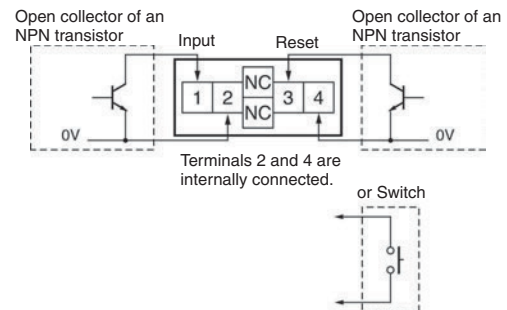 Open collector of an
NPN transistor
Open collector of an
NPN transistor
Input
Reset
NC
1 2 3 4
NC
0V
0V
Terminals 2 and 4 are
internally connected.
or Switch